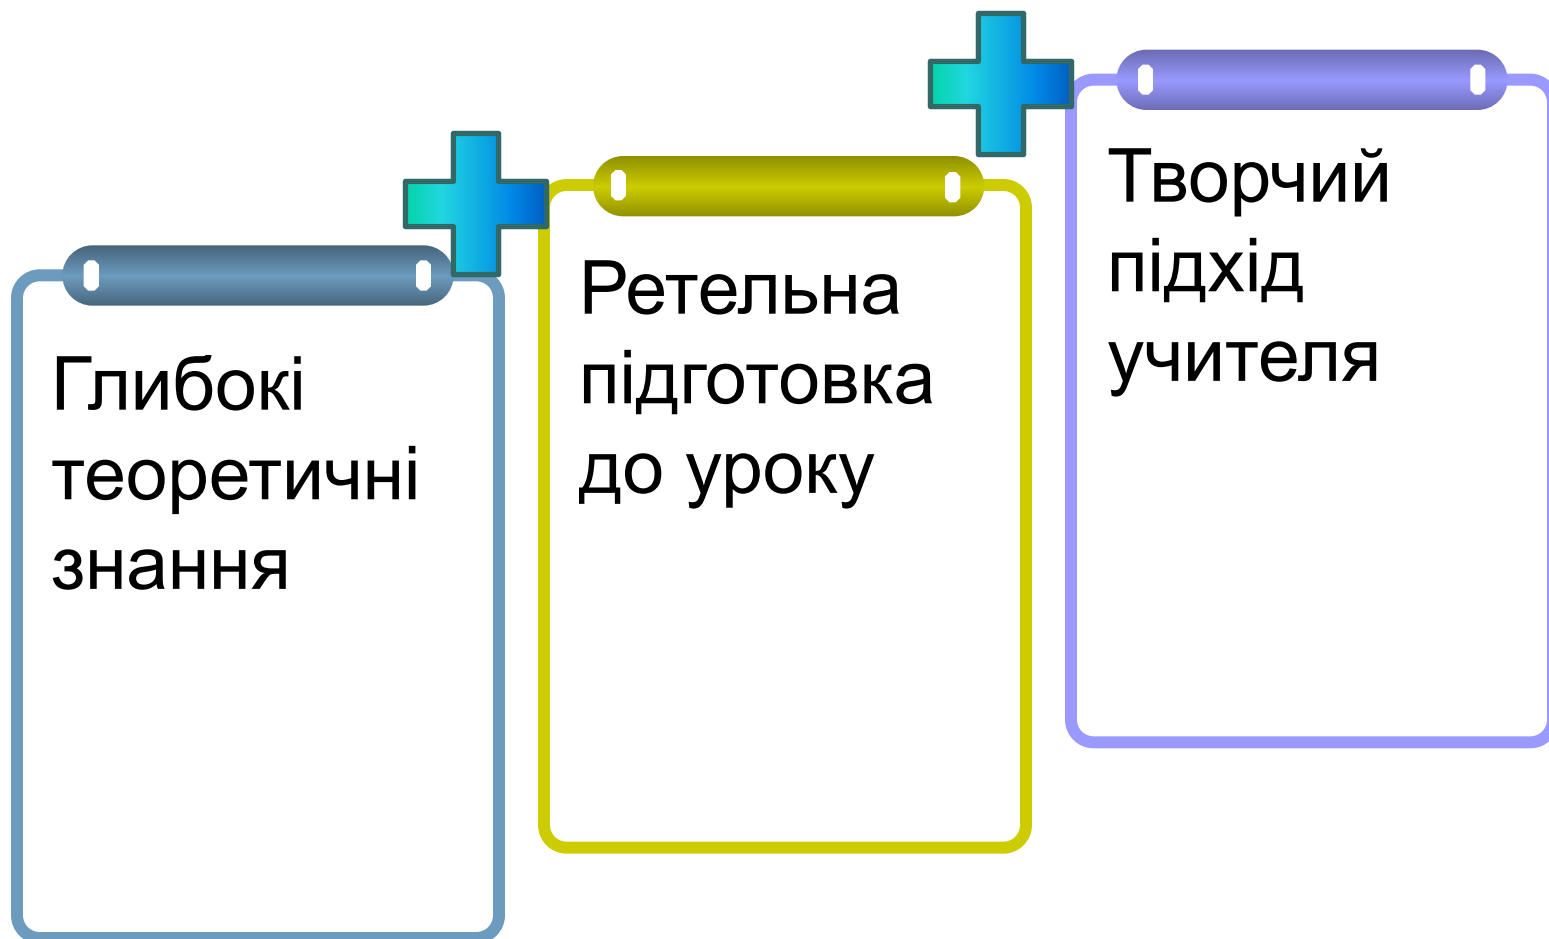 Глибокі
теоретичні
знання
Ретельна
підготовка
до уроку
Творчий
підхід
учителя